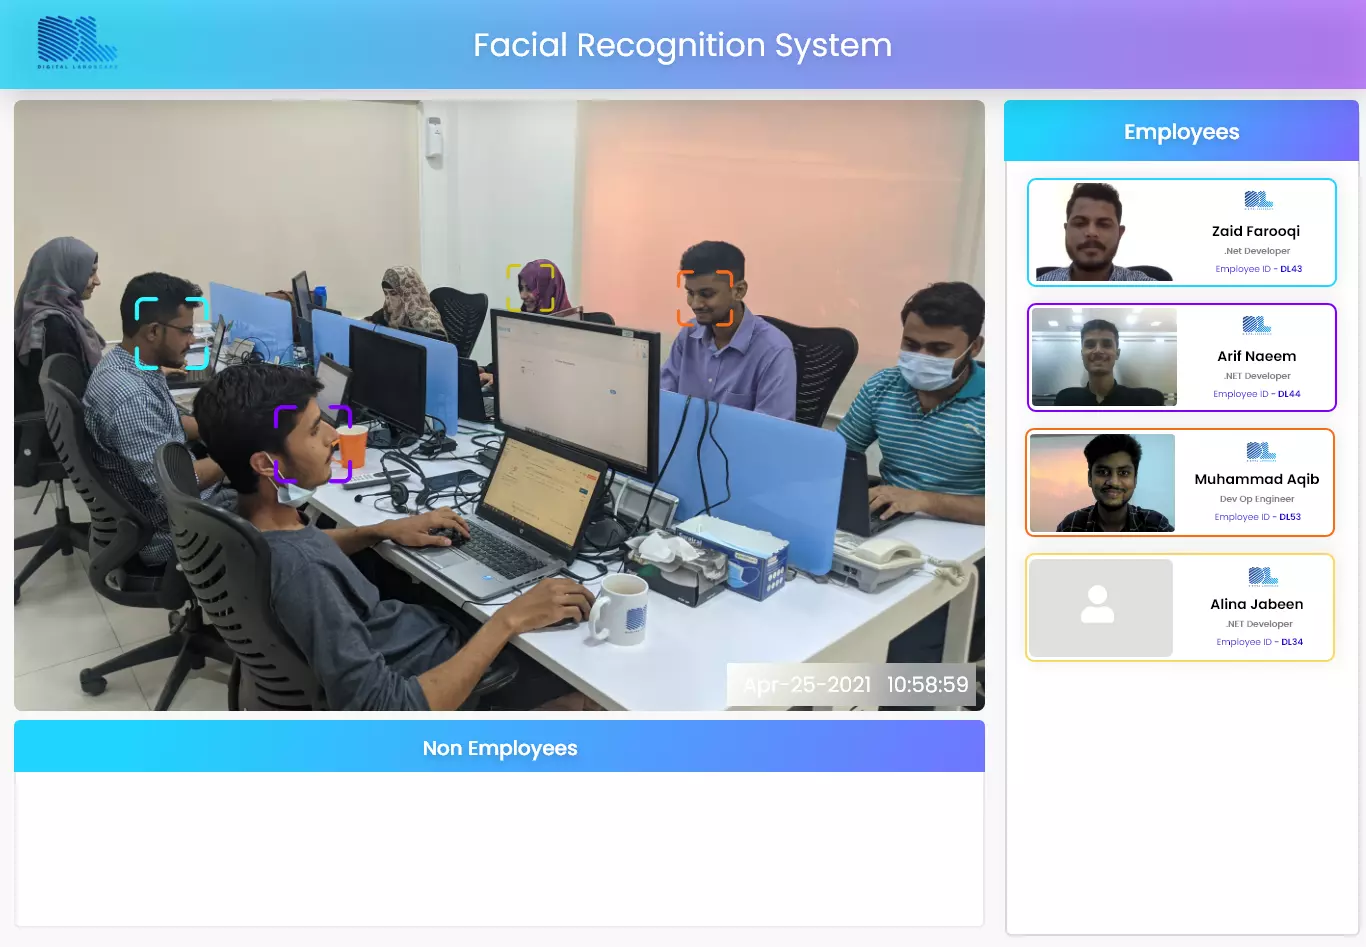 DIGITAL LANDSCAPE
Facial Recognition System
Employees
Zaid Farooqi
.Net Developer
Employee ID - DL43
Arif Naeem
.NET Developer
Employee ID - DL44
Muhammad Aqib
Dev Op Engineer
Employee ID - DL53
Alina Jabeen
.NET Developer
Employee ID - DL34
Apr-25-2021 10:58:59
Non Employees